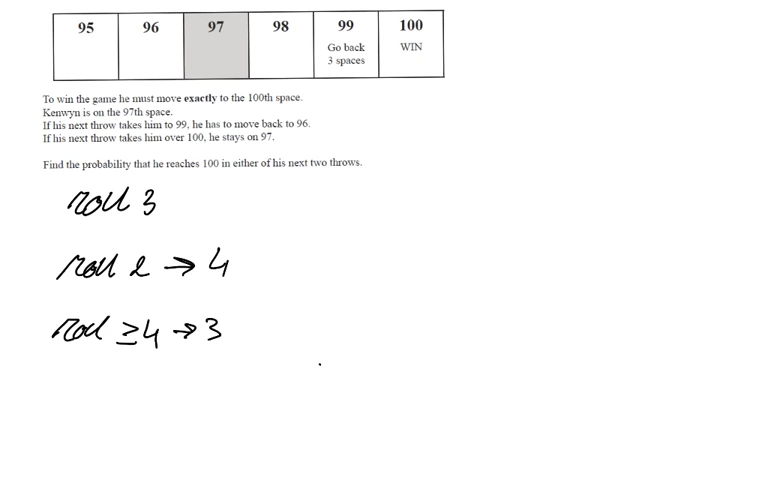 95 96 97 98 99 100
Go back WIN
3 spaces
To win the game he must move exactly to the 100th space.
Kenwyn is on the 97th space.
If his next throw takes him to 99, he has to move back to 96.
If his next throw takes him over 100, he stays on 97.
Find the probability that he reaches 100 in either of his next two throws.
roll 3
roll 2 → 4
roll ≥4 → 3